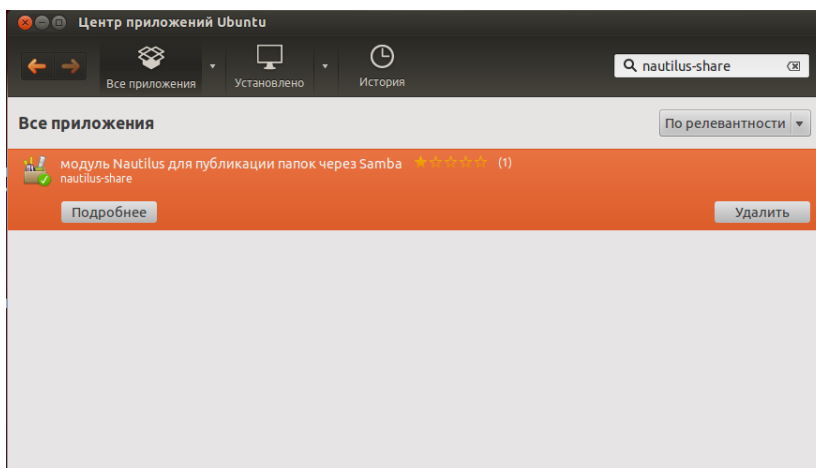 Центр приложений Ubuntu
Все приложения
Установлено
История
nautilus-share
Все приложения
По релевантности
модуль Nautilus для публикации папок через Samba (1)
nautilus-share
Подробнее
Удалить